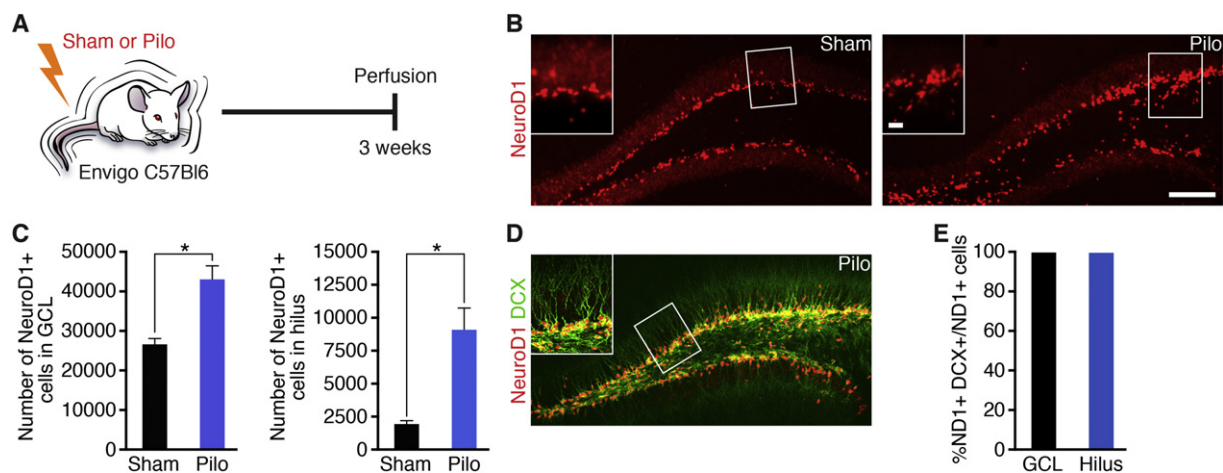 A
Sham or Pilo
Envigo C57Bl6
Perfusion
3 weeks
B
NeuroD1
Sham
Pilo
C
Number of NeuroD1+
cells in GCL
50000
40000
30000
20000
10000
0
Sham Pilo
*
Number of NeuroD1+
cells in hilus
15000
12500
10000
7500
5000
2500
0
Sham Pilo
*
D
NeuroD1 DCX
Pilo
E
%ND1+ DCX+/ND1+ cells
100
80
60
40
20
0
GCL Hilus